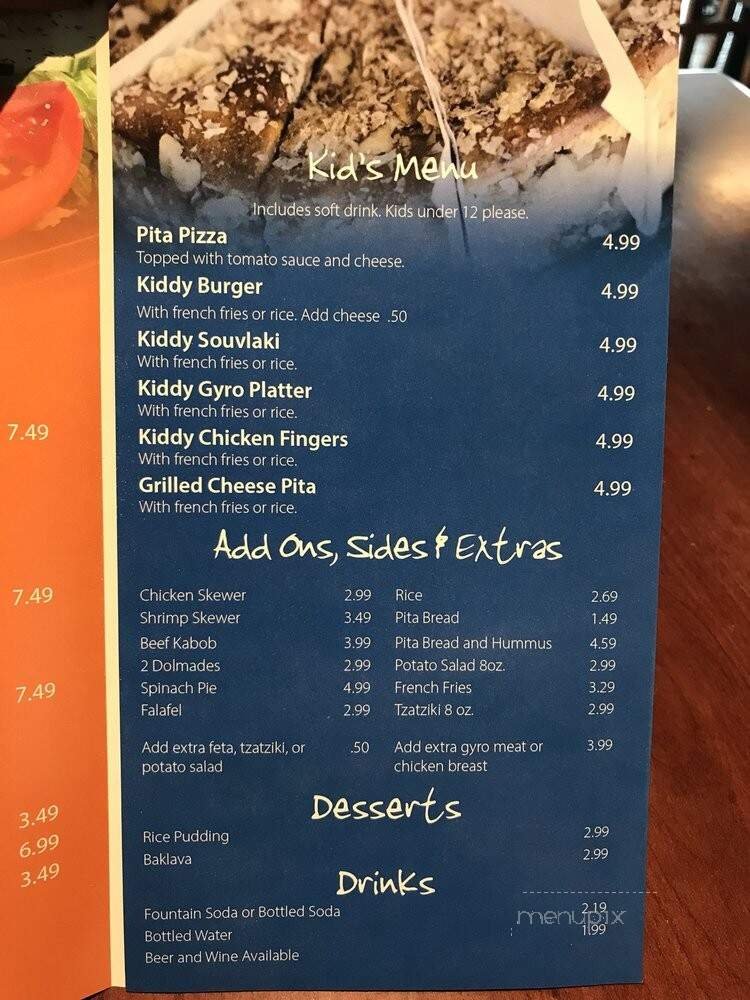 Kid's Menu
Includes soft drink. Kids under 12 please.
Pita Pizza 4.99
Topped with tomato sauce and cheese.
Kiddy Burger 4.99
With french fries or rice. Add cheese .50
Kiddy Souvlaki 4.99
With french fries or rice.
Kiddy Gyro Platter 4.99
With french fries or rice.
Kiddy Chicken Fingers 4.99
With french fries or rice.
Grilled Cheese Pita 4.99
With french fries or rice.
7.49
7.49
7.49
3.49
6.99
3.49
Add Ons, Sides & Extras
Chicken Skewer 2.99 Rice 2.69
Shrimp Skewer 3.49 Pita Bread 1.49
Beef Kabob 3.99 Pita Bread and Hummus 4.59
2 Dolmades 2.99 Potato Salad 8oz. 2.99
Spinach Pie 4.99 French Fries 3.29
Falafel 2.99 Tzatziki 8 oz. 2.99
Add extra feta, tzatziki, or .50 Add extra gyro meat or 3.99
potato salad chicken breast
Desserts
Rice Pudding 2.99
Baklava 2.99
Drinks
Fountain Soda or Bottled Soda 2.19
menupix
Bottled Water 1.99
Beer and Wine Available